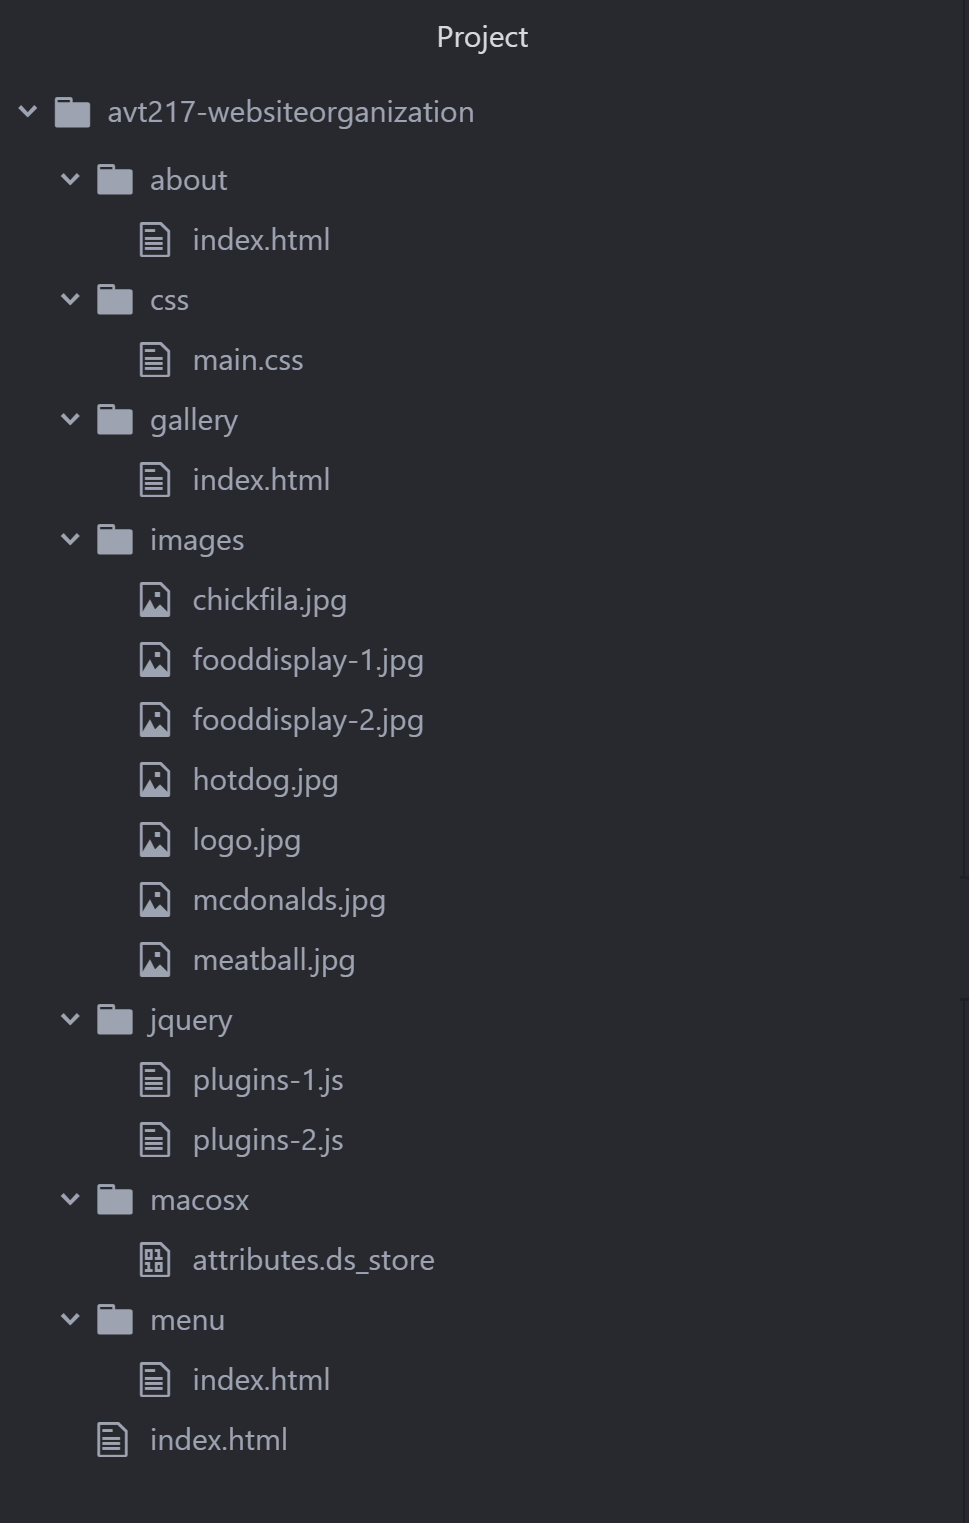 Project
avt217-websiteorganization
about
index.html
css
main.css
gallery
index.html
images
chickfila.jpg
fooddisplay-1.jpg
fooddisplay-2.jpg
hotdog.jpg
logo.jpg
mcdonalds.jpg
meatball.jpg
jquery
plugins-1.js
plugins-2.js
macosx
attributes.ds_store
menu
index.html
index.html